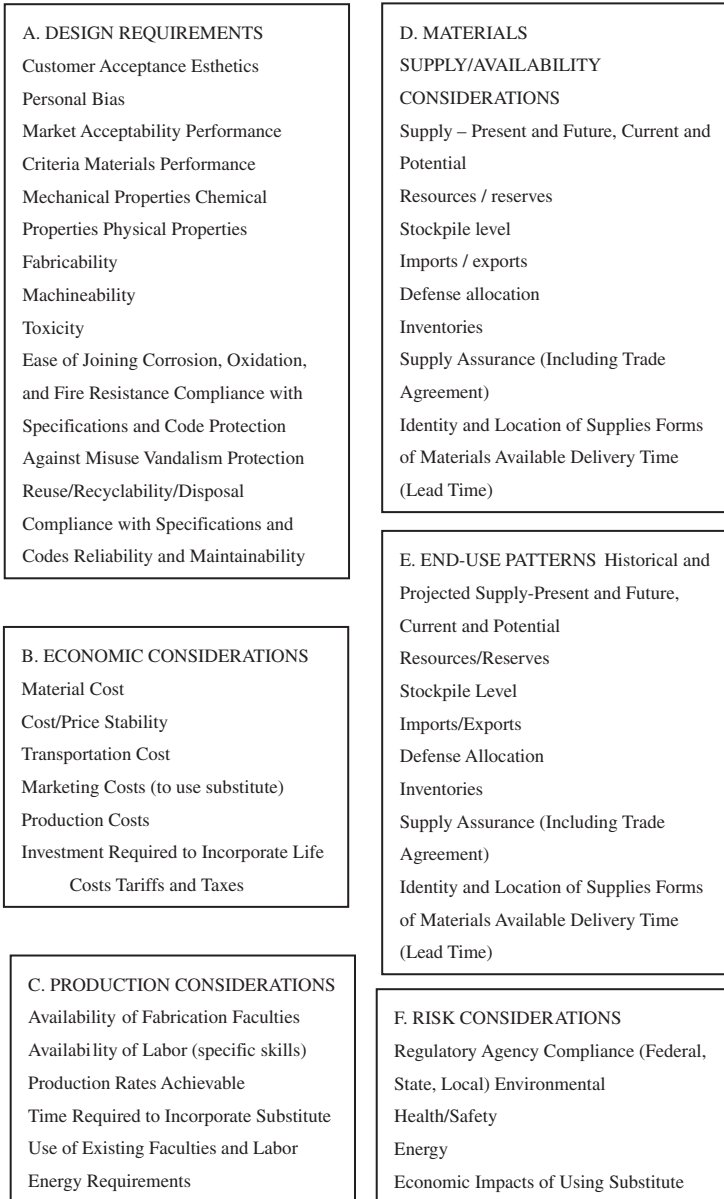 A. DESIGN REQUIREMENTS
Customer Acceptance Esthetics
Personal Bias
Market Acceptability Performance
Criteria Materials Performance
Mechanical Properties Chemical
Properties Physical Properties
Fabricability
Machineability
Toxicity
Ease of Joining Corrosion, Oxidation,
and Fire Resistance Compliance with
Specifications and Code Protection
Against Misuse Vandalism Protection
Reuse/Recyclability/Disposal
Compliance with Specifications and
Codes Reliability and Maintainability
B. ECONOMIC CONSIDERATIONS
Material Cost
Cost/Price Stability
Transportation Cost
Marketing Costs (to use substitute)
Production Costs
Investment Required to Incorporate Life
Costs Tariffs and Taxes
C. PRODUCTION CONSIDERATIONS
Availability of Fabrication Faculties
Availability of Labor (specific skills)
Production Rates Achievable
Time Required to Incorporate Substitute
Use of Existing Faculties and Labor
Energy Requirements
D. MATERIALS
SUPPLY/AVAILABILITY
CONSIDERATIONS
Supply – Present and Future, Current and
Potential
Resources / reserves
Stockpile level
Imports / exports
Defense allocation
Inventories
Supply Assurance (Including Trade
Agreement)
Identity and Location of Supplies Forms
of Materials Available Delivery Time
(Lead Time)
E. END-USE PATTERNS Historical and
Projected Supply-Present and Future,
Current and Potential
Resources/Reserves
Stockpile Level
Imports/Exports
Defense Allocation
Inventories
Supply Assurance (Including Trade
Agreement)
Identity and Location of Supplies Forms
of Materials Available Delivery Time
(Lead Time)
F. RISK CONSIDERATIONS
Regulatory Agency Compliance (Federal,
State, Local) Environmental
Health/Safety
Energy
Economic Impacts of Using Substitute